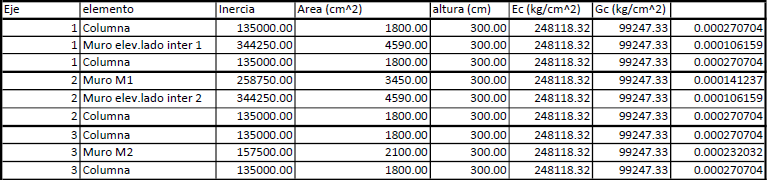 Eje elemento Inercia Area (cm^2) altura (cm) Ec (kg/cm^2) Gc (kg/cm^2)
1 Columna 135000.00 1800.00 300.00 248118.32 99247.33 0.000270704
1 Muro elev.lado inter 1 344250.00 4590.00 300.00 248118.32 99247.33 0.000106159
1 Columna 135000.00 1800.00 300.00 248118.32 99247.33 0.000270704
2 Muro M1 258750.00 3450.00 300.00 248118.32 99247.33 0.000141237
2 Muro elev.lado inter 2 344250.00 4590.00 300.00 248118.32 99247.33 0.000106159
2 Columna 135000.00 1800.00 300.00 248118.32 99247.33 0.000270704
3 Columna 135000.00 1800.00 300.00 248118.32 99247.33 0.000270704
3 Muro M2 157500.00 2100.00 300.00 248118.32 99247.33 0.000232032
3 Columna 135000.00 1800.00 300.00 248118.32 99247.33 0.000270704